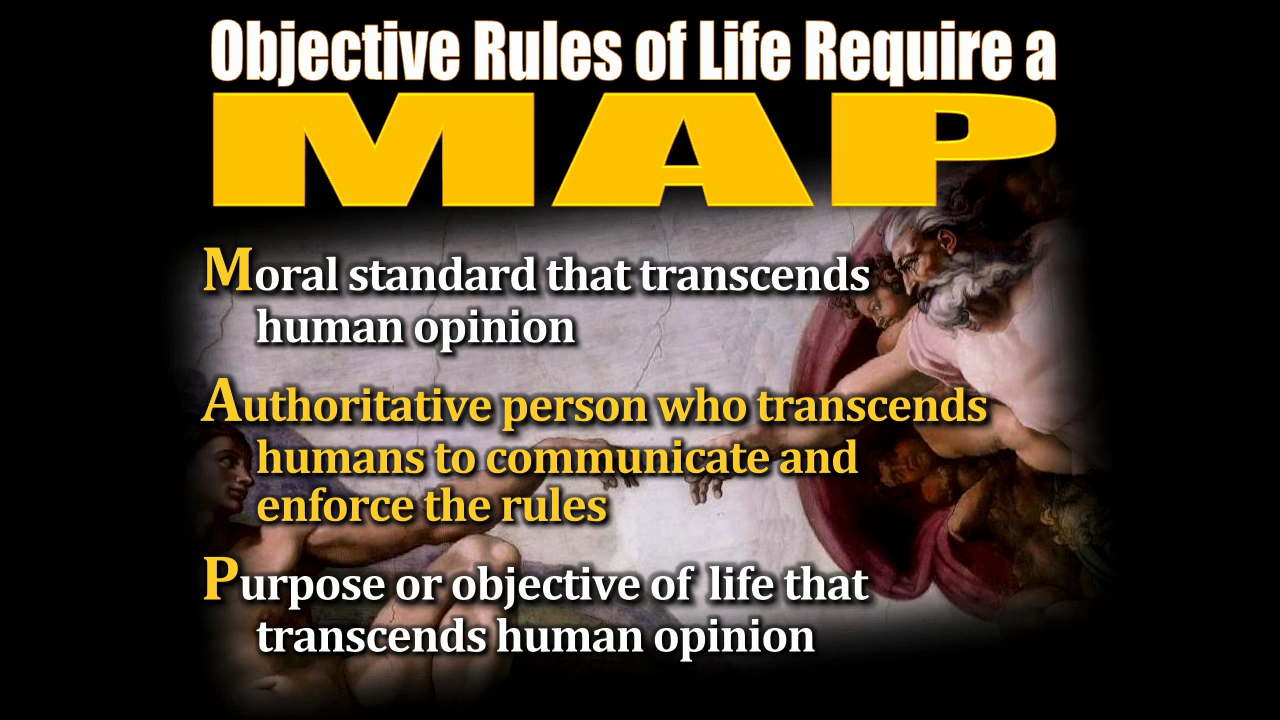 Objective Rules of Life Require a
MAP
Moral standard that transcends
human opinion
Authoritative person who transcends
humans to communicate and
enforce the rules
Purpose or objective of life that
transcends human opinion